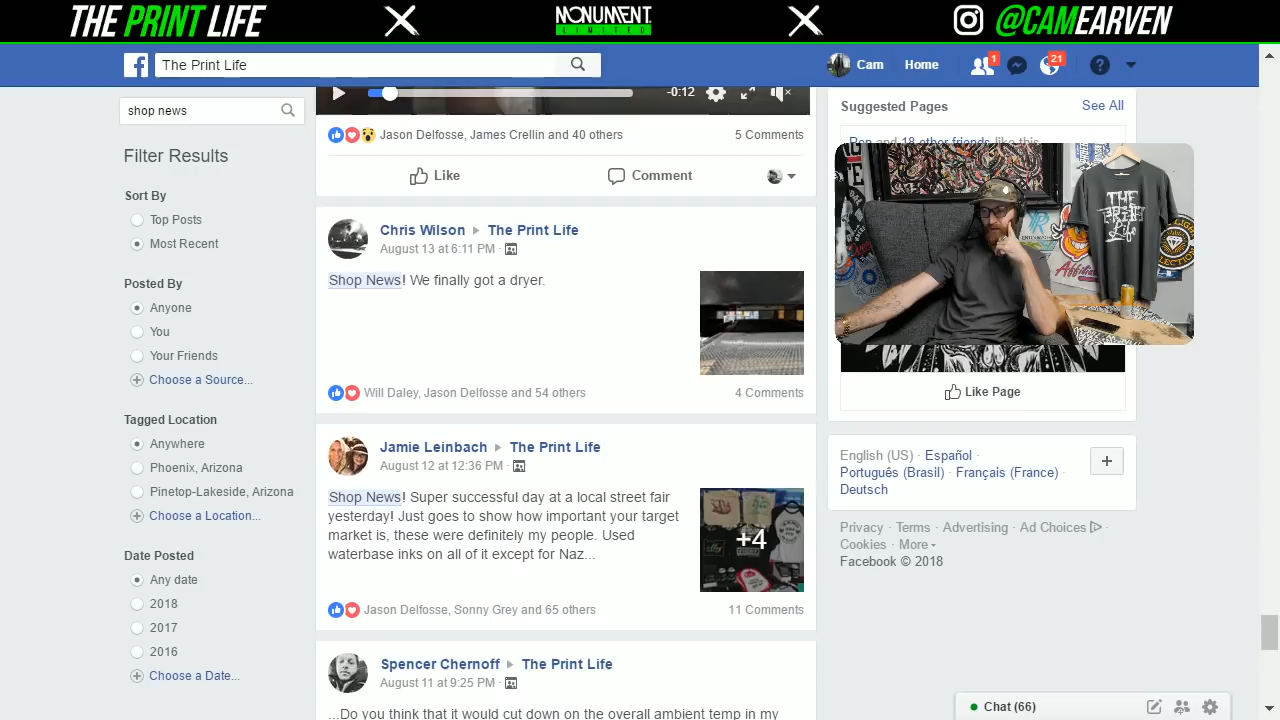 THE PRINT LIFE
MONUMENT
LIMITED
@CAMEARVEN
The Print Life
Cam
Home
1
21
shop news
Filter Results
Sort By
Top Posts
Most Recent
Posted By
Anyone
You
Your Friends
Choose a Source...
Tagged Location
Anywhere
Phoenix, Arizona
Pinetop-Lakeside, Arizona
Choose a Location...
Date Posted
Any date
2018
2017
2016
Choose a Date...
-0:12
Jason Delfosse, James Crellin and 40 others
5 Comments
Like
Comment
Chris Wilson The Print Life
August 13 at 6:11 PM ·
Shop News! We finally got a dryer.
Will Daley, Jason Delfosse and 54 others
4 Comments
Jamie Leinbach The Print Life
August 12 at 12:36 PM ·
Shop News! Super successful day at a local street fair
yesterday! Just goes to show how important your target
market is, these were definitely my people. Used
waterbase inks on all of it except for Naz...
+4
Jason Delfosse, Sonny Grey and 65 others
11 Comments
Spencer Chernoff The Print Life
August 11 at 9:25 PM ·
...Do you think that it would cut down on the overall ambient temp in my
Suggested Pages
See All
and 18 other friends like this
THE
PRINT
Life
Like Page
English (US) · Español ·
Português (Brasil) · Français (France) ·
Deutsch
Privacy · Terms · Advertising · Ad Choices ·
Cookies · More
Facebook © 2018
Chat (66)